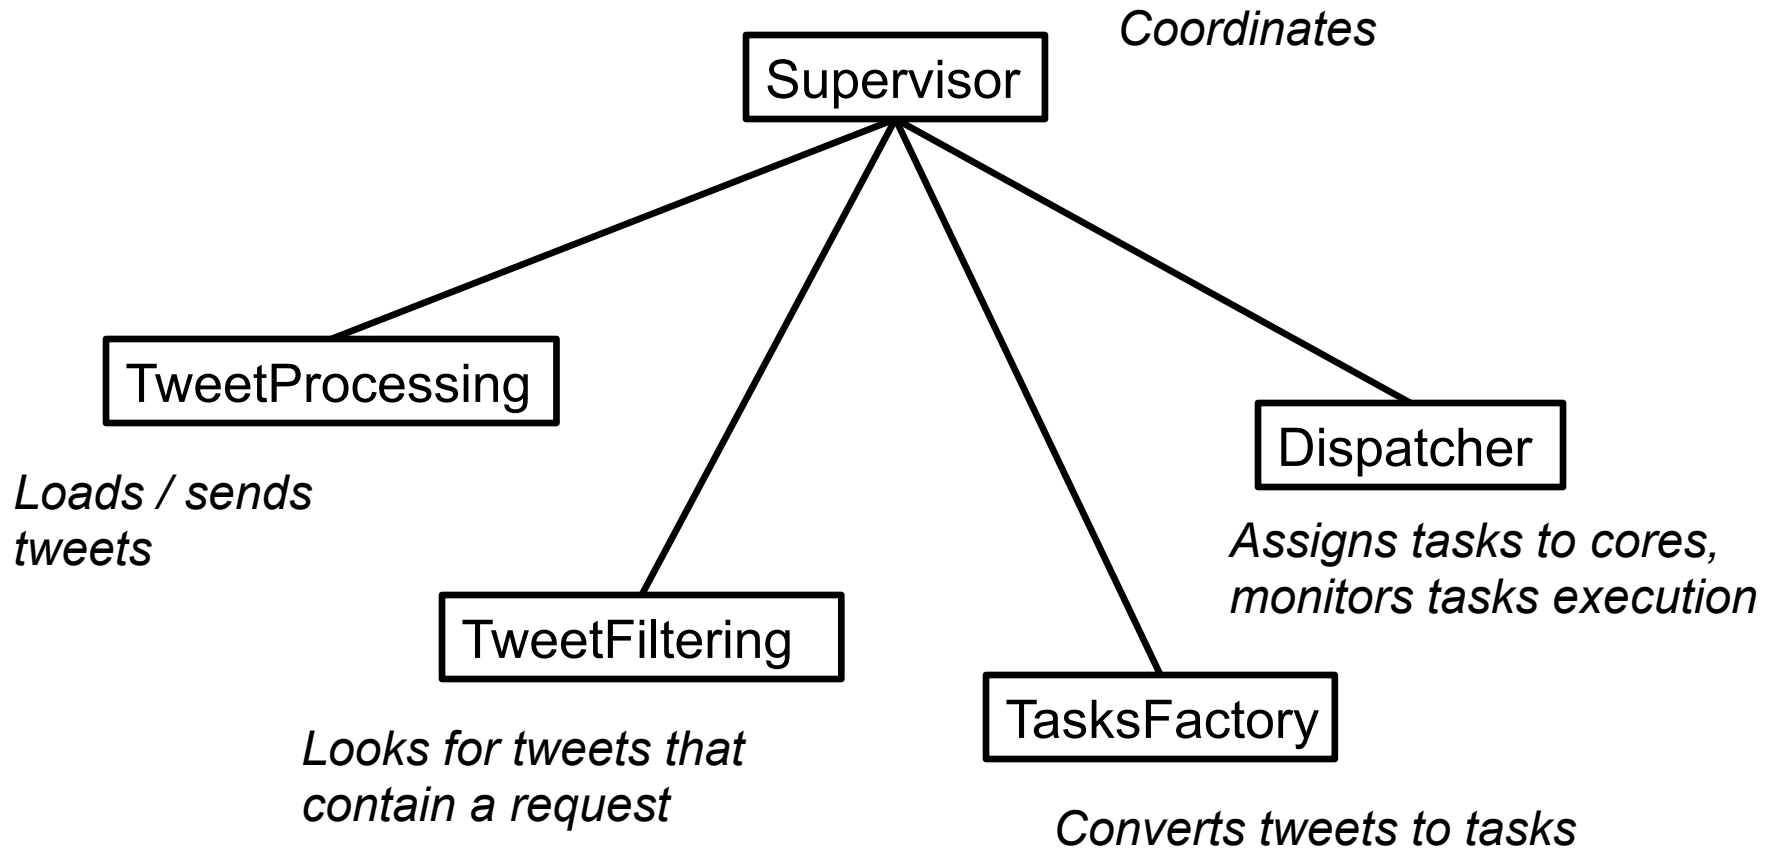 Coordinates
Supervisor
TweetProcessing
Loads / sends
tweets
Dispatcher
Assigns tasks to cores,
monitors tasks execution
TweetFiltering
Looks for tweets that
contain a request
TasksFactory
Converts tweets to tasks